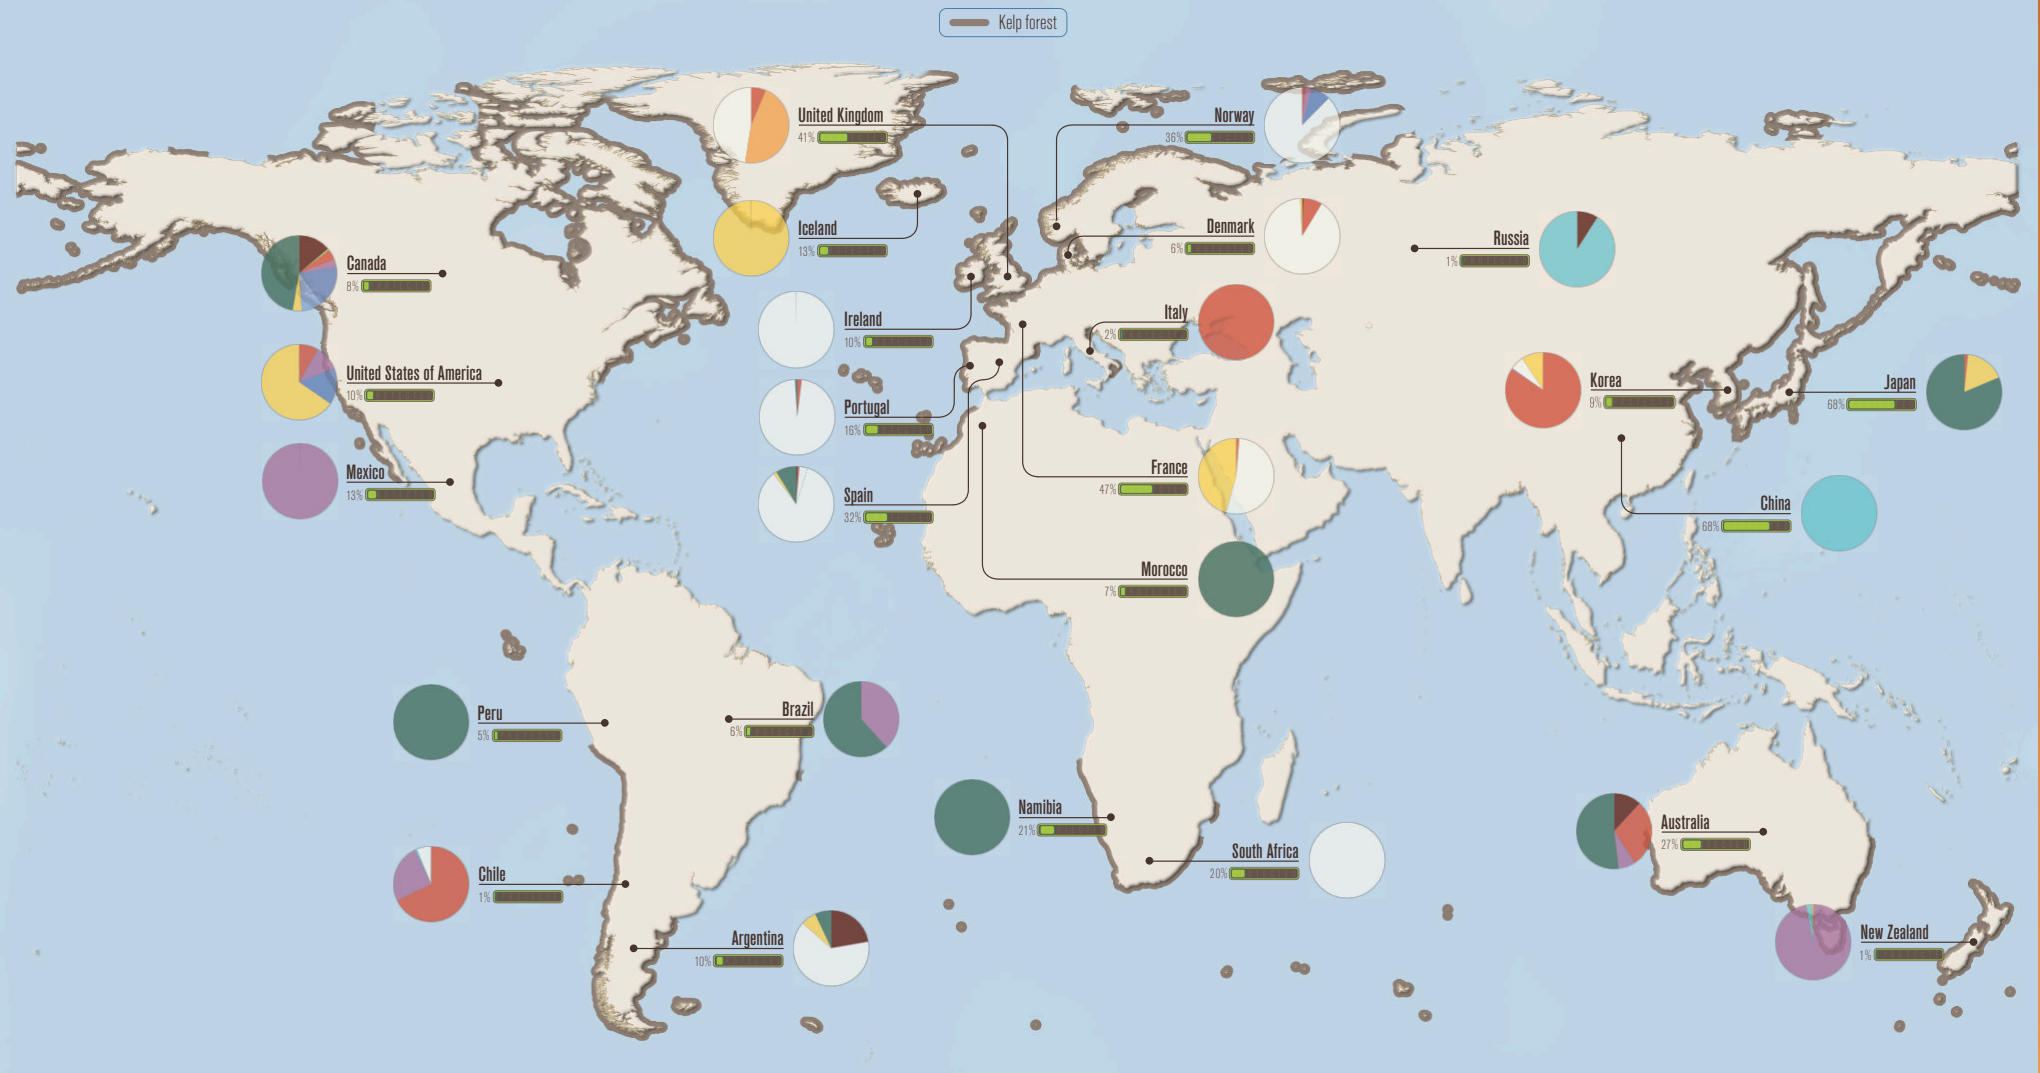 Kelp forest
United Kingdom
41%
Norway
36%
Iceland
13%
Denmark
6%
Russia
1%
Canada
8%
Ireland
10%
Italy
2%
United States of America
10%
Korea
9%
Japan
68%
Portugal
16%
Mexico
13%
Spain
32%
France
47%
China
68%
Morocco
7%
Peru
5%
Brazil
6%
Namibia
21%
South Africa
20%
Australia
27%
Chile
1%
Argentina
10%
New Zealand
1%